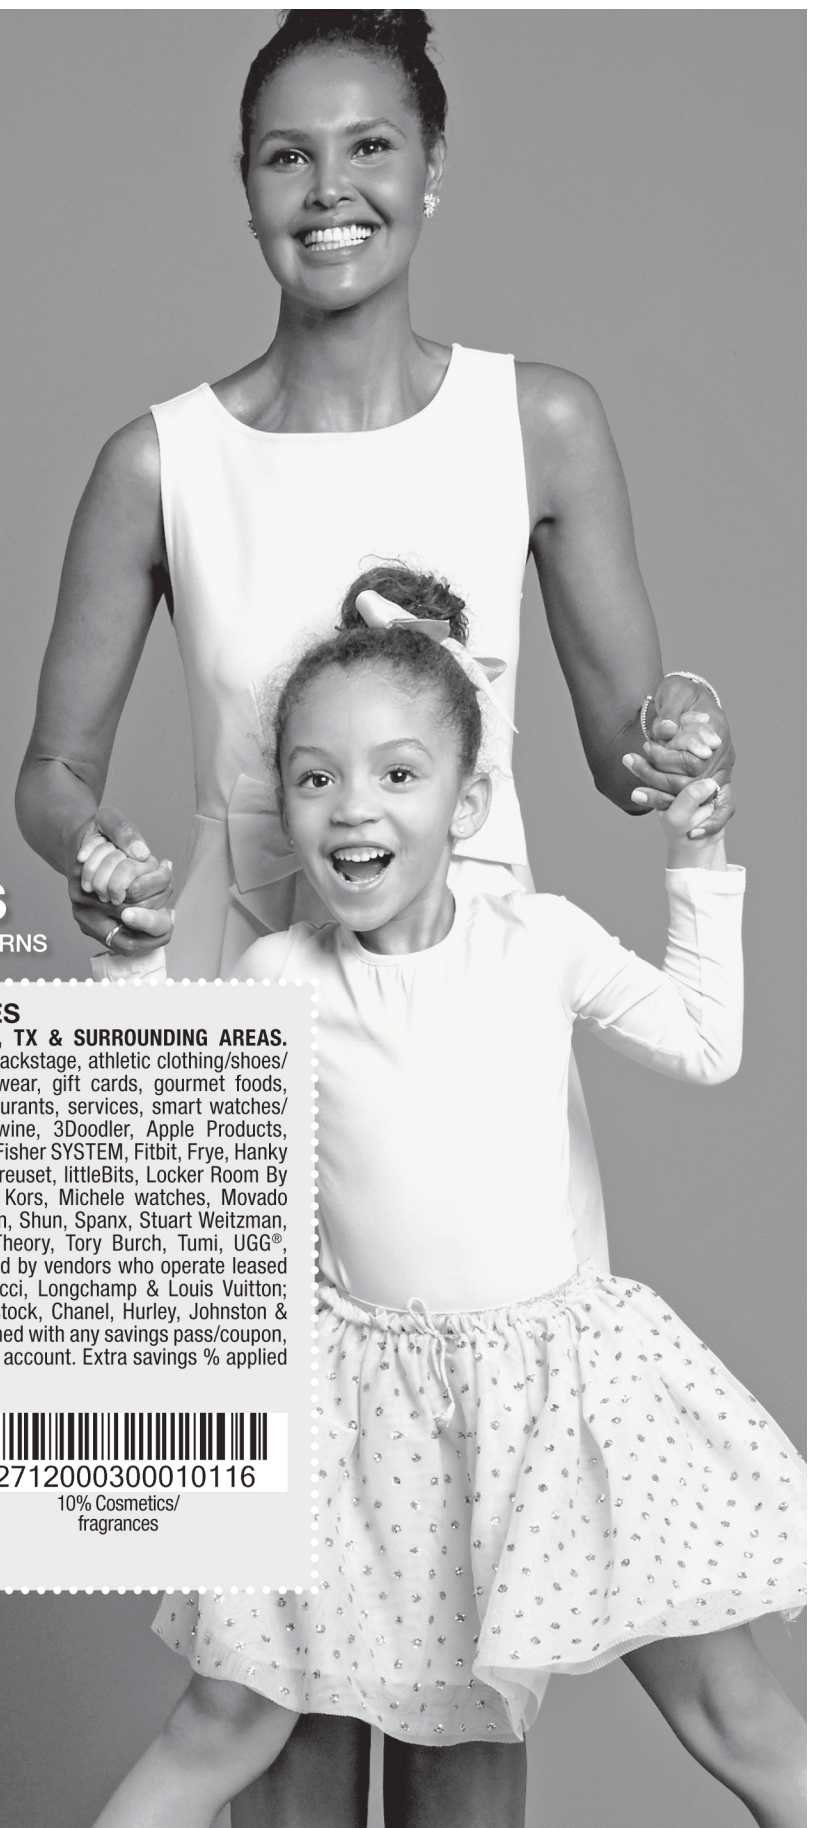 S
RNS
ES
, TX & SURROUNDING AREAS.
ackstage, athletic clothing/shoes/
wear, gift cards, gourmet foods,
urants, services, smart watches/
wine, 3Doodler, Apple Products,
Fisher SYSTEM, Fitbit, Frye, Hanky
reuset, littleBits, Locker Room By
Kors, Michele watches, Movado
n, Shun, Spanx, Stuart Weitzman,
Theory, Tory Burch, Tumi, UGG®,
d by vendors who operate leased
cci, Longchamp & Louis Vuitton;
stock, Chanel, Hurley, Johnston &
ned with any savings pass/coupon,
account. Extra savings % applied
2712000300010116
10% Cosmetics/
fragrances